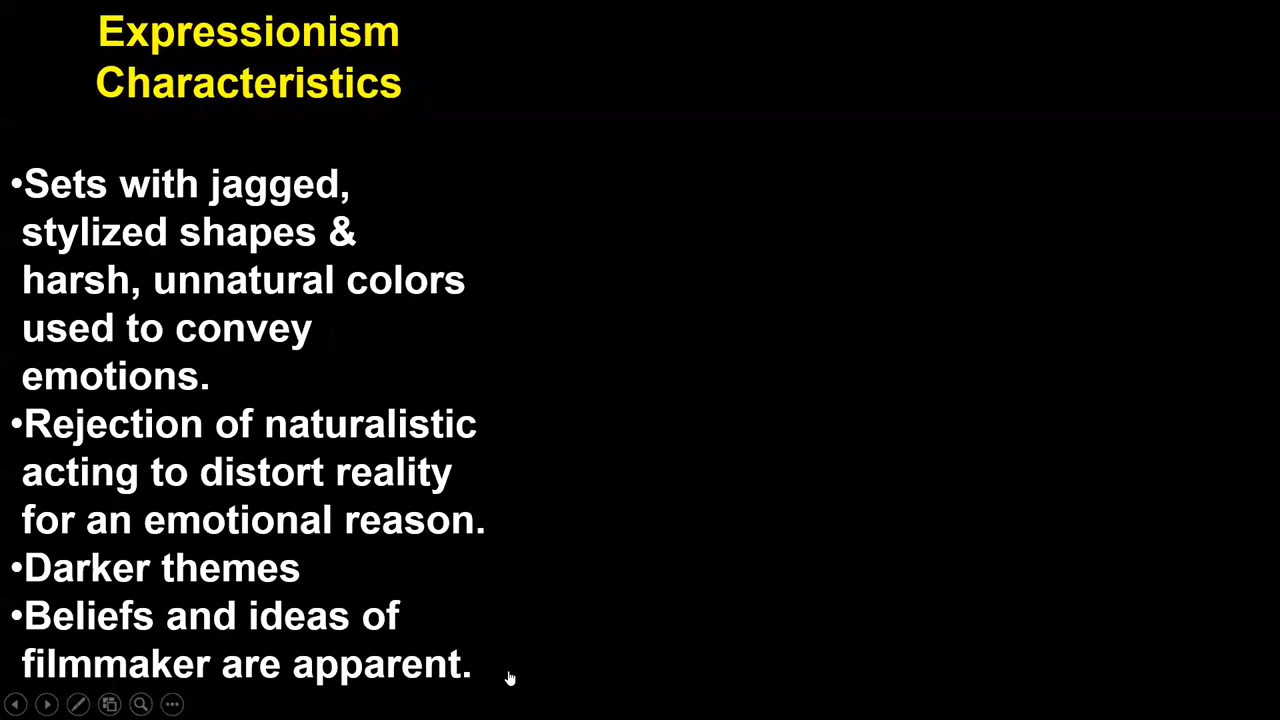 Expressionism
Characteristics
•Sets with jagged,
stylized shapes &
harsh, unnatural colors
used to convey
emotions.
•Rejection of naturalistic
acting to distort reality
for an emotional reason.
•Darker themes
•Beliefs and ideas of
filmmaker are apparent.